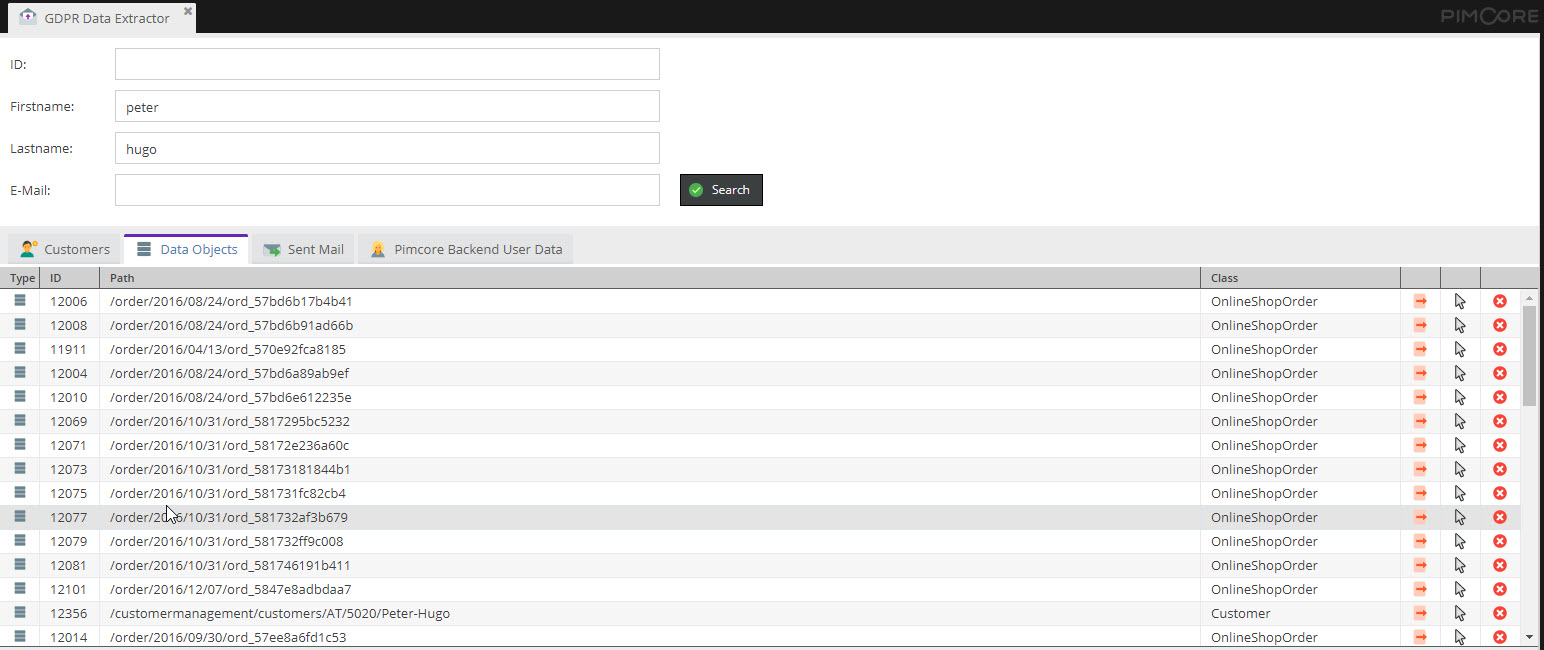 GDPR Data Extractor
PIMCORE
ID:
Firstname: peter
Lastname: hugo
E-Mail: Search
Customers Data Objects Sent Mail Pimcore Backend User Data
Type ID Path Class
12006 /order/2016/08/24/ord_57bd6b17b4b41 OnlineShopOrder
12008 /order/2016/08/24/ord_57bd6b91ad66b OnlineShopOrder
11911 /order/2016/04/13/ord_570e92fca8185 OnlineShopOrder
12004 /order/2016/08/24/ord_57bd6a89ab9ef OnlineShopOrder
12010 /order/2016/08/24/ord_57bd6e612235e OnlineShopOrder
12069 /order/2016/10/31/ord_5817295bc5232 OnlineShopOrder
12071 /order/2016/10/31/ord_58172e236a60c OnlineShopOrder
12073 /order/2016/10/31/ord_58173181844b1 OnlineShopOrder
12075 /order/2016/10/31/ord_581731fc82cb4 OnlineShopOrder
12077 /order/2016/10/31/ord_581732af3b679 OnlineShopOrder
12079 /order/2016/10/31/ord_581732ff9c008 OnlineShopOrder
12081 /order/2016/10/31/ord_581746191b411 OnlineShopOrder
12101 /order/2016/12/07/ord_5847e8adbdaa7 OnlineShopOrder
12356 /customermanagement/customers/AT/5020/Peter-Hugo Customer
12014 /order/2016/09/30/ord_57ee8a6fd1c53 OnlineShopOrder